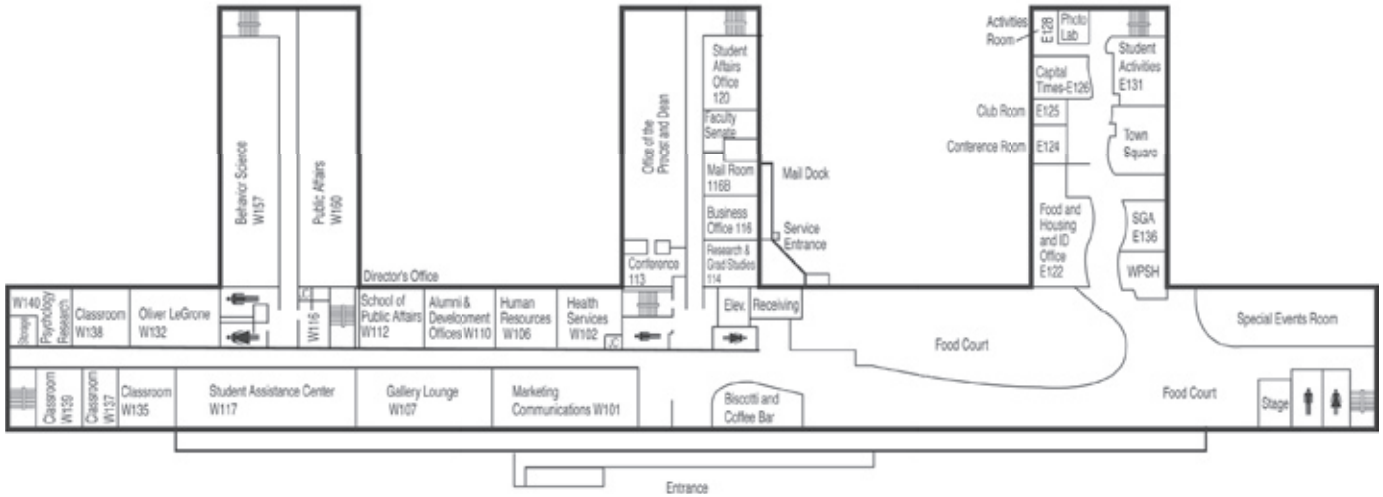 Behavior Science
W157
Public Affairs
W160
Office of the
Provost and Dean
Student
Affairs
Office
120
Faculty
Senate
Mail Room
116B
Business
Office 116
Research &
Grad Studies
114
Conference
113
Mail Dock
Service
Entrance
Activities
Room
E128
Photo
Lab
Capital
Times-E126
Club Room
E125
Conference Room
E124
Food and
Housing
and ID
Office
E122
Student
Activities
E131
Town
Square
SGA
E136
WPSH
Director's Office
W140
Storage
Psychology
Research
Classroom
W138
Oliver LeGrone
W132
W116
School of
Public Affairs
W112
Alumni &
Development
Offices W110
Human
Resources
W106
Health
Services
W102
Elev.
Receiving
Food Court
Special Events Room
Classroom
W139
Classroom
W137
Classroom
W135
Student Assistance Center
W117
Gallery Lounge
W107
Marketing
Communications W101
Biscotti and
Coffee Bar
Food Court
Stage
Entrance